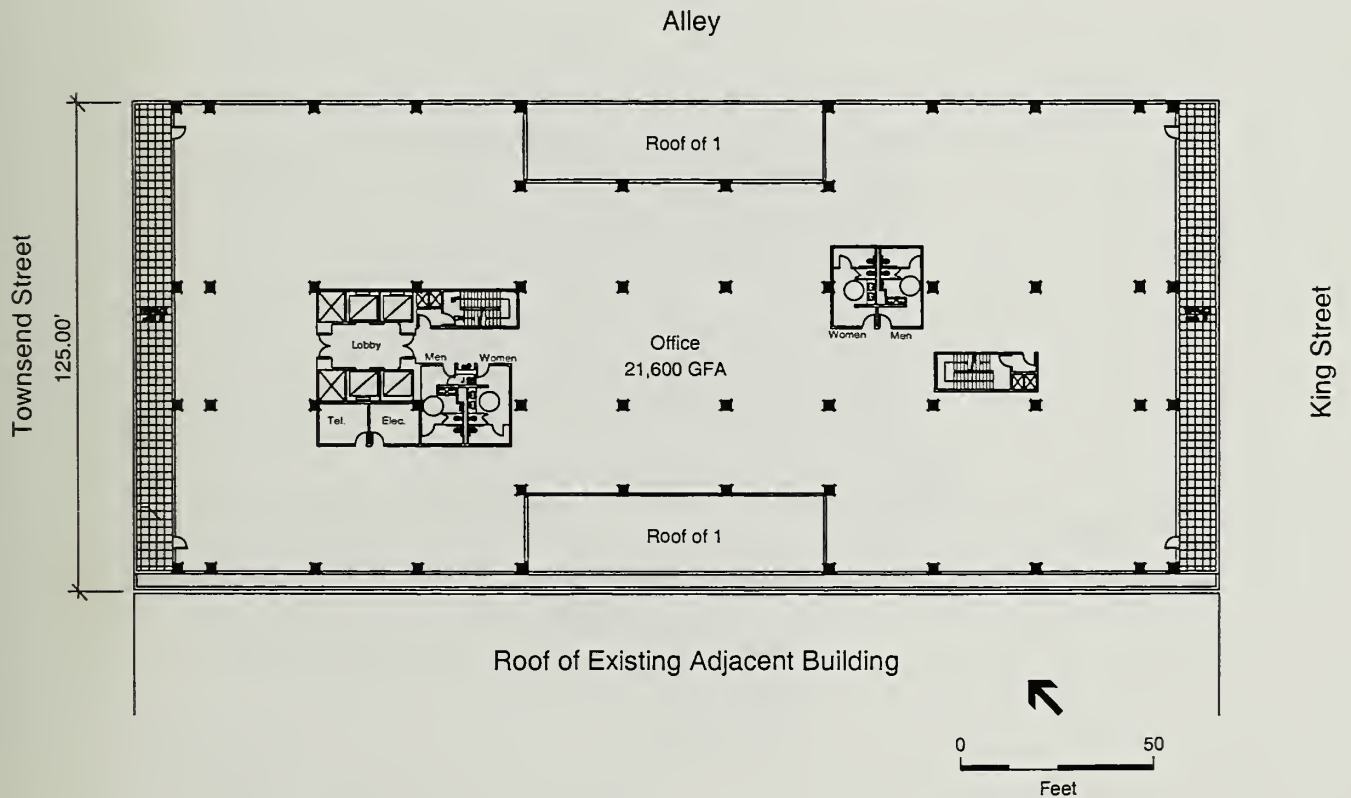 Alley
Townsend Street
125.00'
Roof of 1
Women
Men
Lobby
Men
Women
Office
21,600 GFA
Tel.
Elec.
King Street
Roof of 1
Roof of Existing Adjacent Building
0
50
Feet